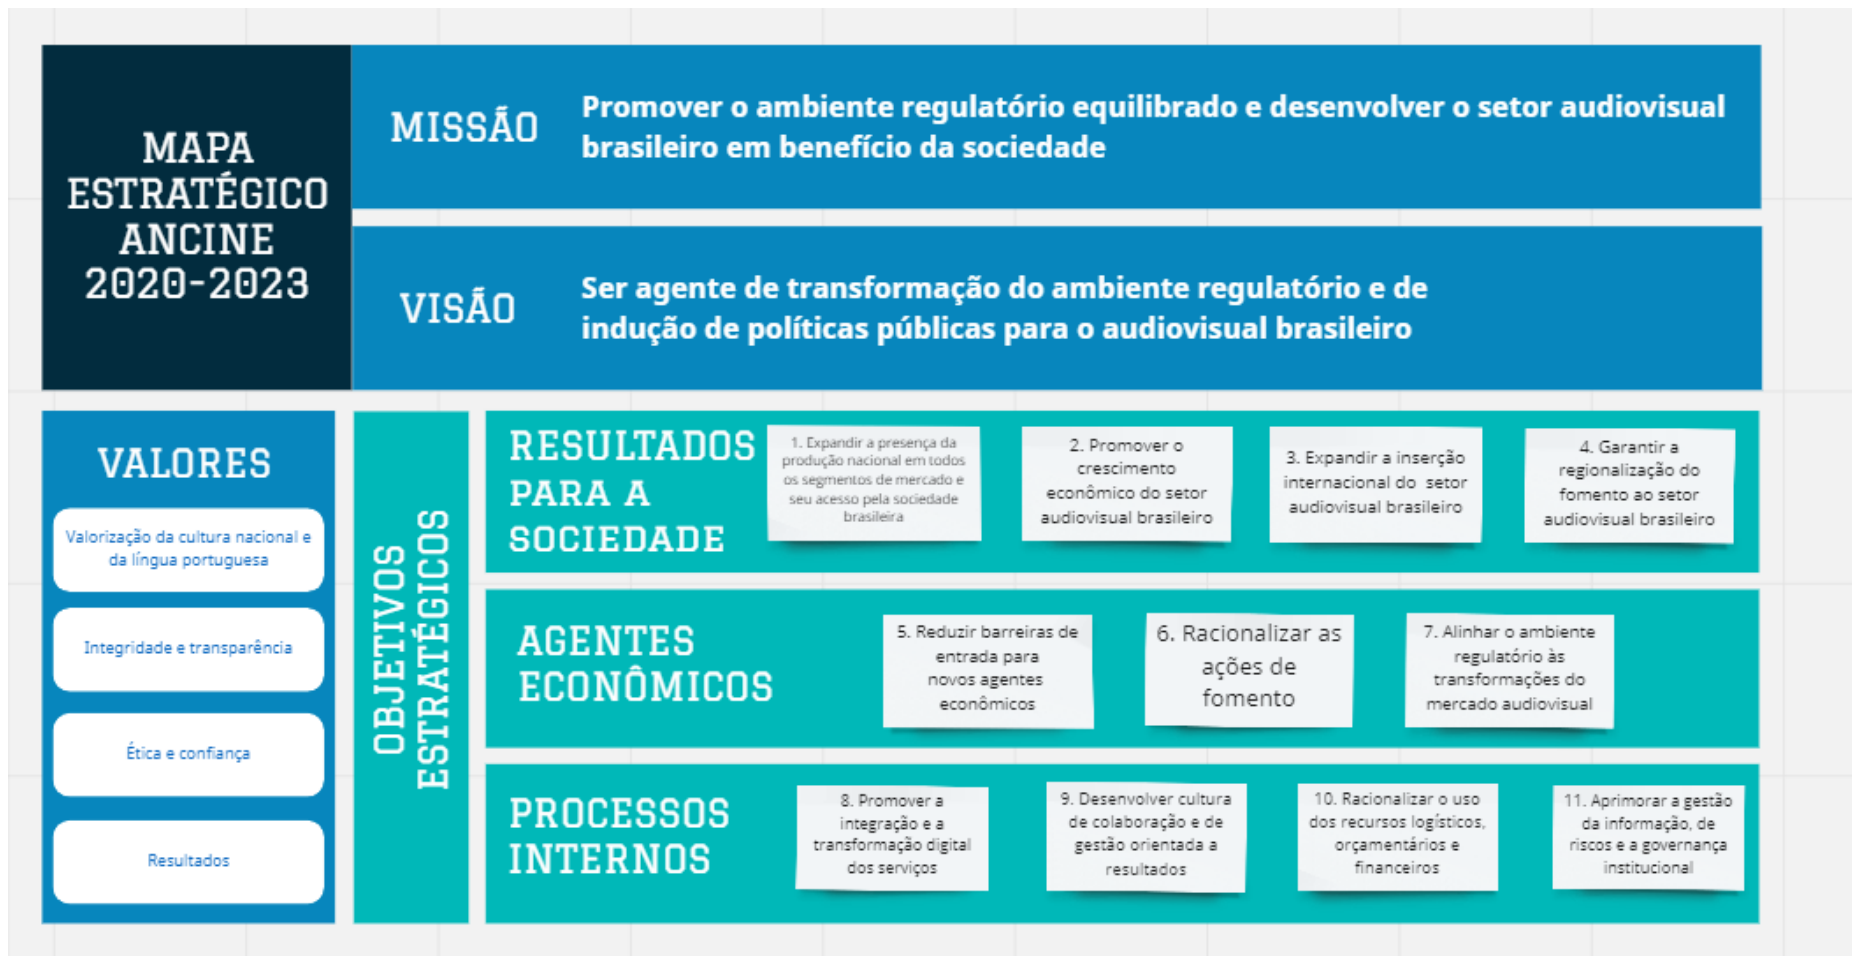 MAPA
ESTRATÉGICO
ANCINE
2020-2023
MISSÃO
Promover o ambiente regulatório equilibrado e desenvolver o setor audiovisual
brasileiro em benefício da sociedade
VISÃO
Ser agente de transformação do ambiente regulatório e de
indução de políticas públicas para o audiovisual brasileiro
VALORES
Valorização da cultura nacional e
da língua portuguesa
Integridade e transparência
Ética e confiança
Resultados
OBJETIVOS
ESTRATÉGICOS
RESULTADOS
PARA A
SOCIEDADE
1. Expandir a presença da
produção nacional em todos
os segmentos de mercado e
seu acesso pela sociedade
brasileira
2. Promover o
crescimento
econômico do setor
audiovisual brasileiro
3. Expandir a inserção
internacional do setor
audiovisual brasileiro
4. Garantir a
regionalização do
fomento ao setor
audiovisual brasileiro
AGENTES
ECONÔMICOS
5. Reduzir barreiras de
entrada para
novos agentes
econômicos
6. Racionalizar as
ações de
fomento
7. Alinhar o ambiente
regulatório às
transformações do
mercado audiovisual
PROCESSOS
INTERNOS
8. Promover a
integração e a
transformação digital
dos serviços
9. Desenvolver cultura
de colaboração e de
gestão orientada a
resultados
10. Racionalizar o uso
dos recursos logísticos,
orçamentários e
financeiros
11. Aprimorar a gestão
da informação, de
riscos e a governança
institucional